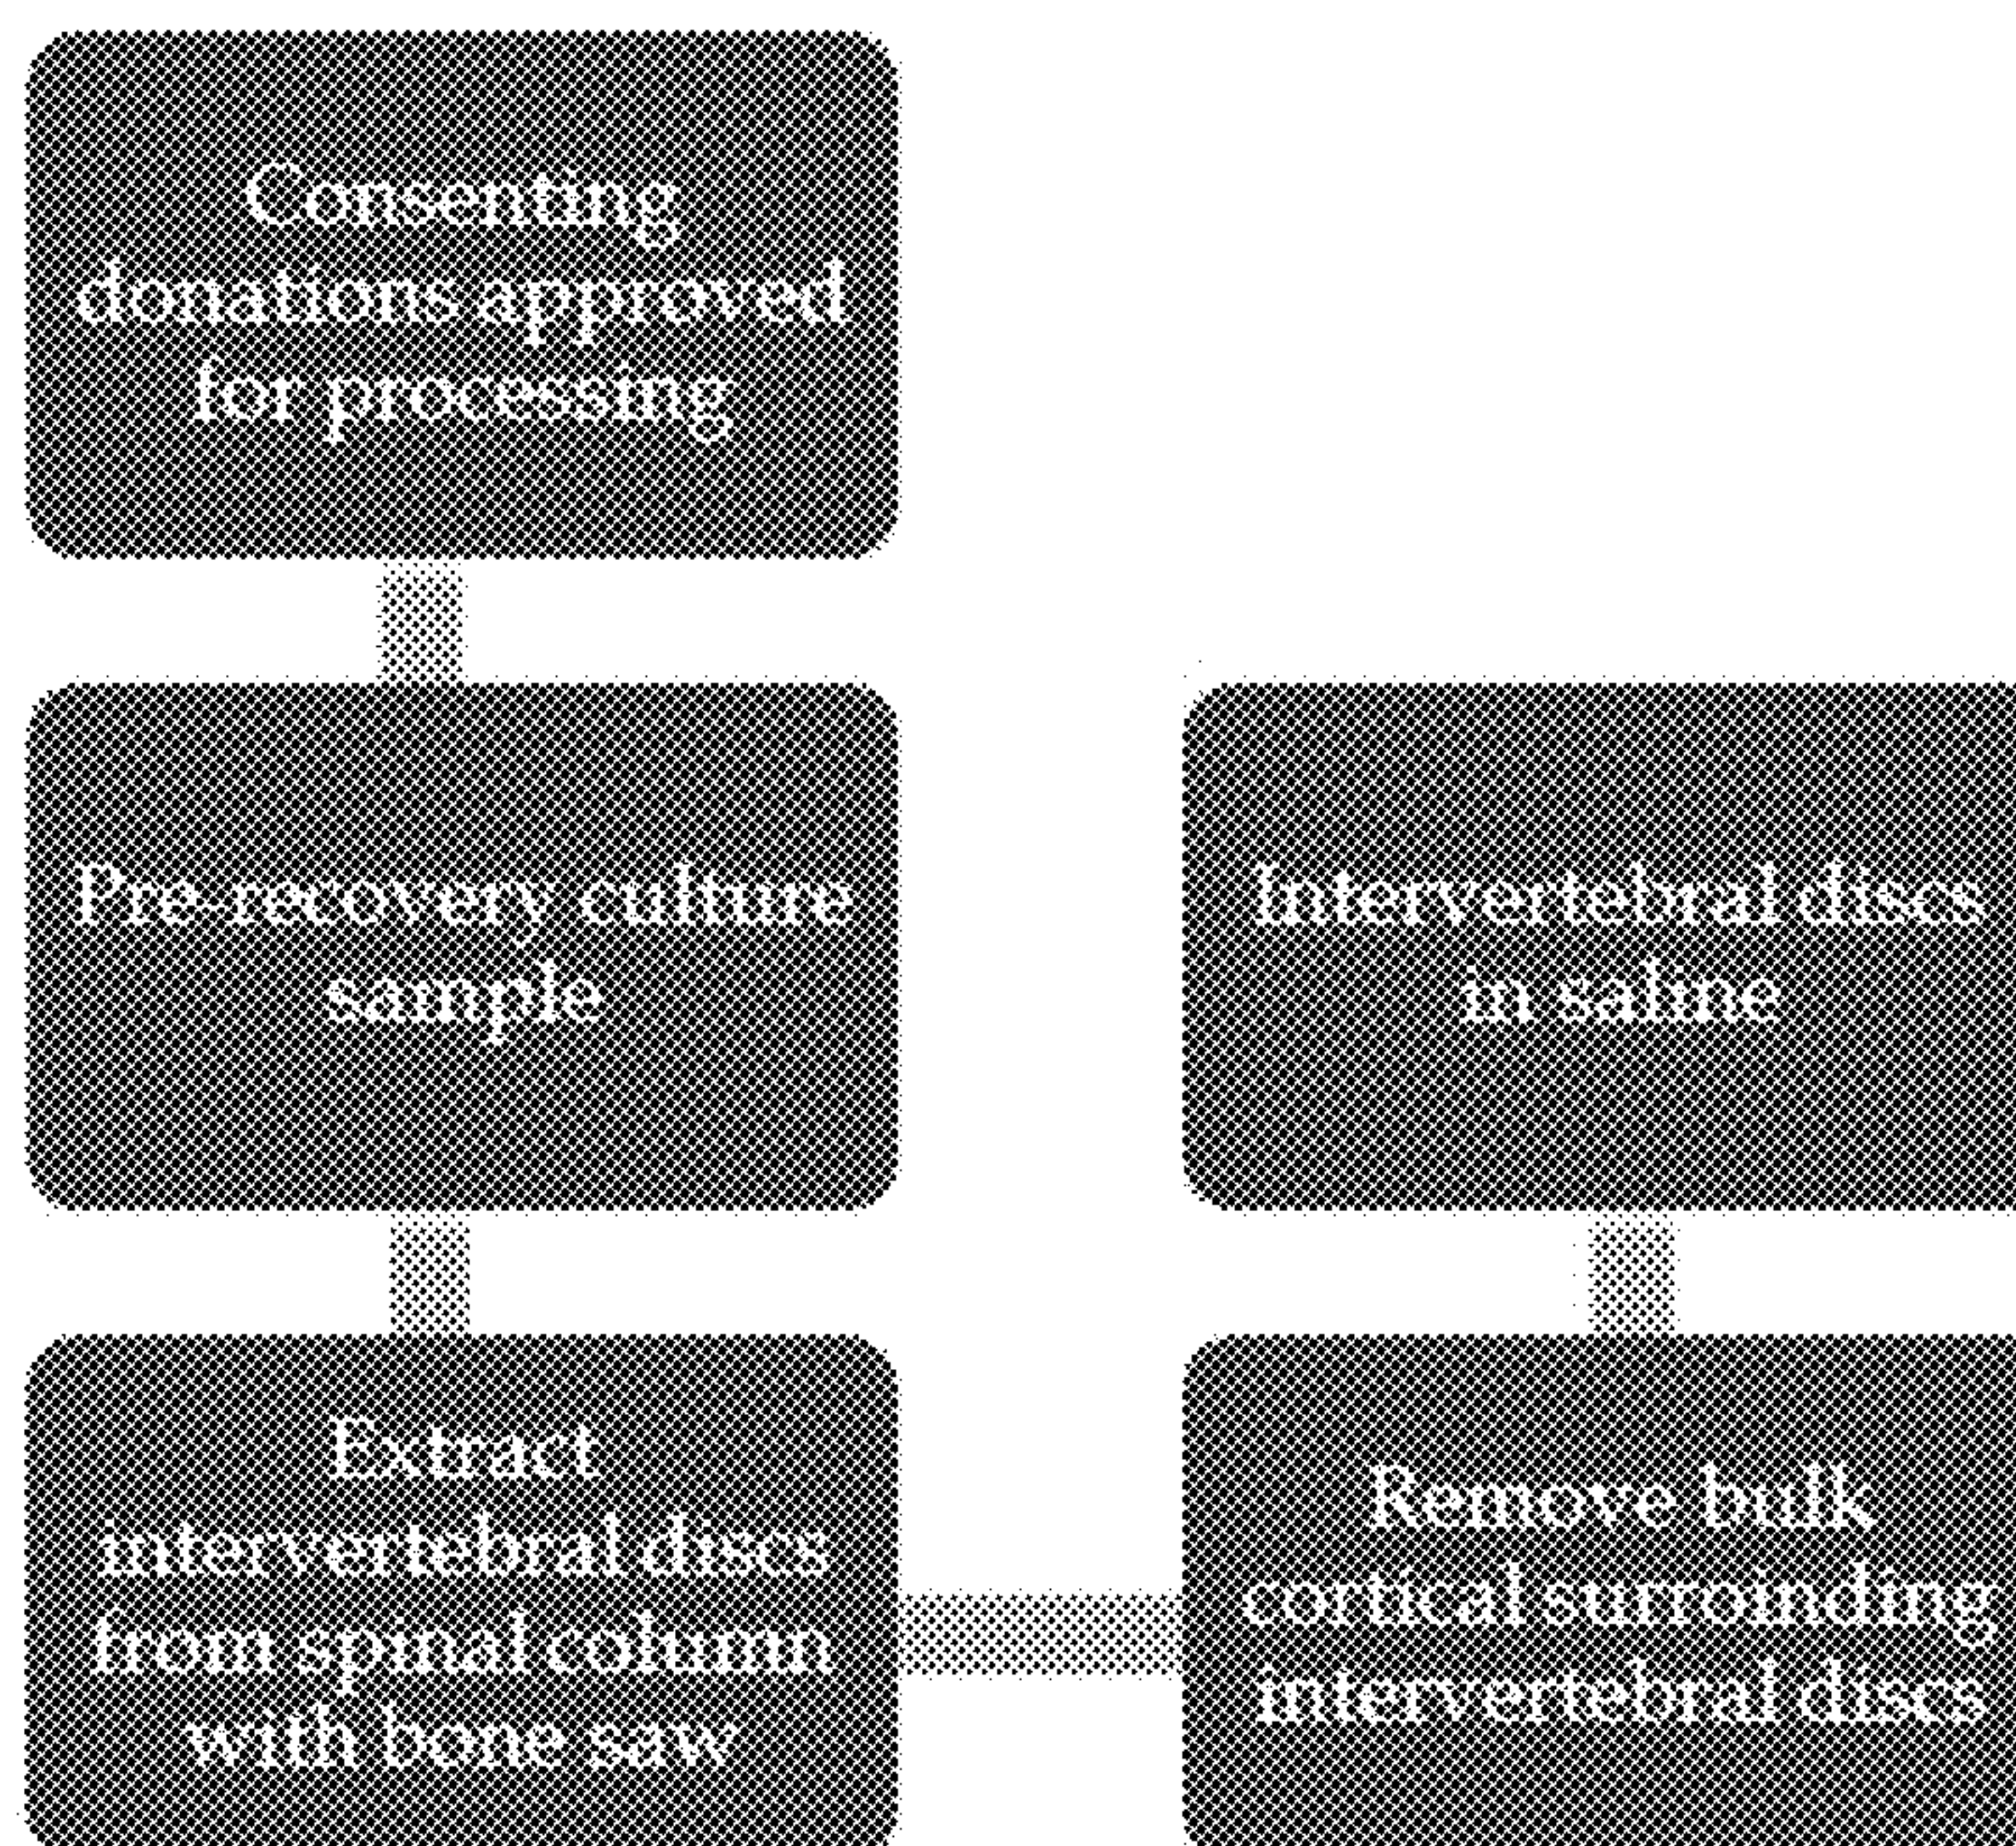 Consenting
donations approved
for processing
Pre-recovery culture
sample
Extract
intervertebral discs
from spinal column
with bone saw
Remove bulk
cortical surroinding
intervertebral discs
Intervertebral discs
in saline